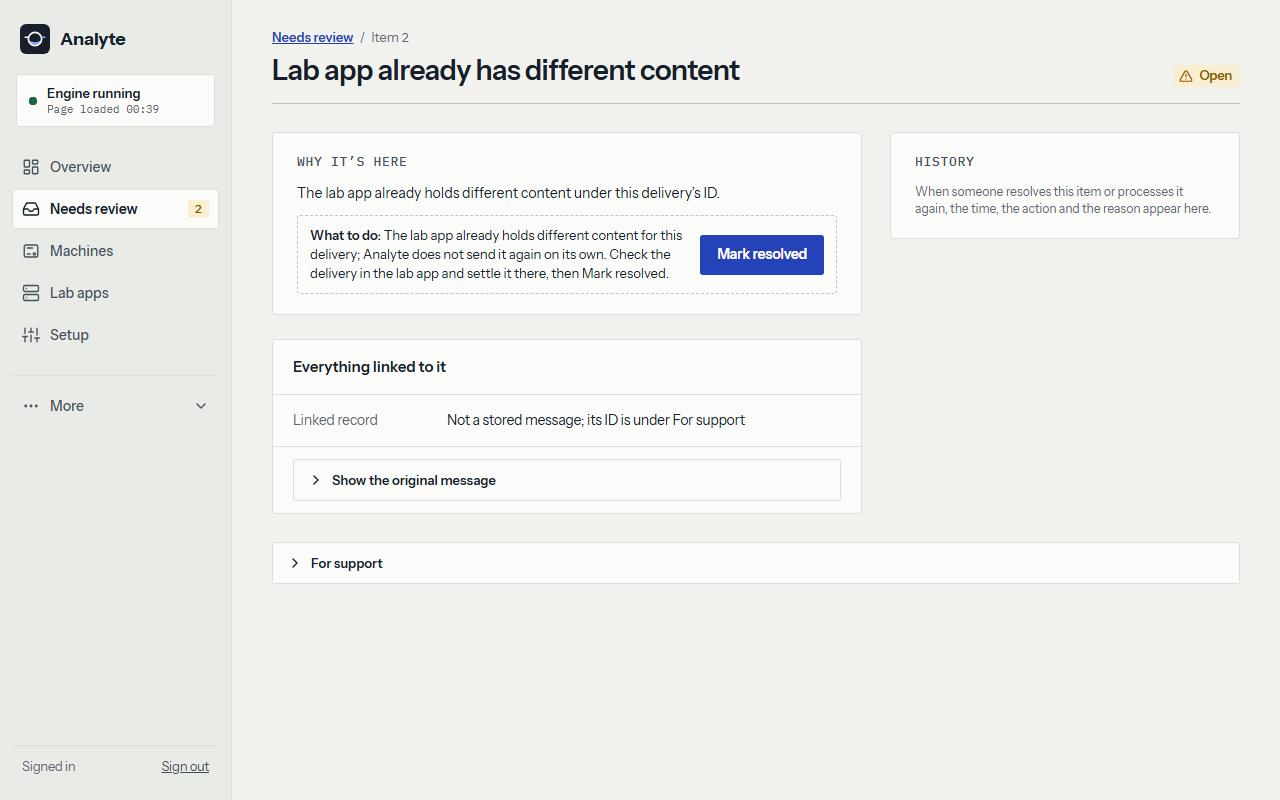 Analyte
Engine running
Page loaded 00:39
Overview
Needs review 2
Machines
Lab apps
Setup
More
Signed in Sign out
Needs review / Item 2
Lab app already has different content
Open
WHY IT’S HERE
The lab app already holds different content under this delivery’s ID.
What to do: The lab app already holds different content for this
delivery; Analyte does not send it again on its own. Check the
delivery in the lab app and settle it there, then Mark resolved.
Mark resolved
Everything linked to it
Linked record Not a stored message; its ID is under For support
Show the original message
For support
HISTORY
When someone resolves this item or processes it
again, the time, the action and the reason appear here.